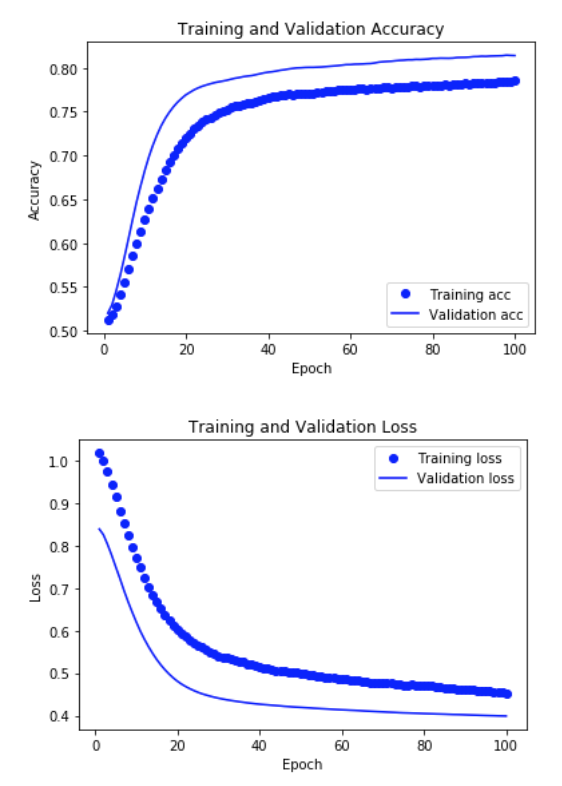 Training and Validation Accuracy
0.80
0.75
0.70
0.65
0.60
0.55
0.50
Accuracy
Training acc
Validation acc
0 20 40 60 80 100
Epoch
Training and Validation Loss
1.0
0.9
0.8
0.7
0.6
0.5
0.4
Loss
Training loss
Validation loss
0 20 40 60 80 100
Epoch